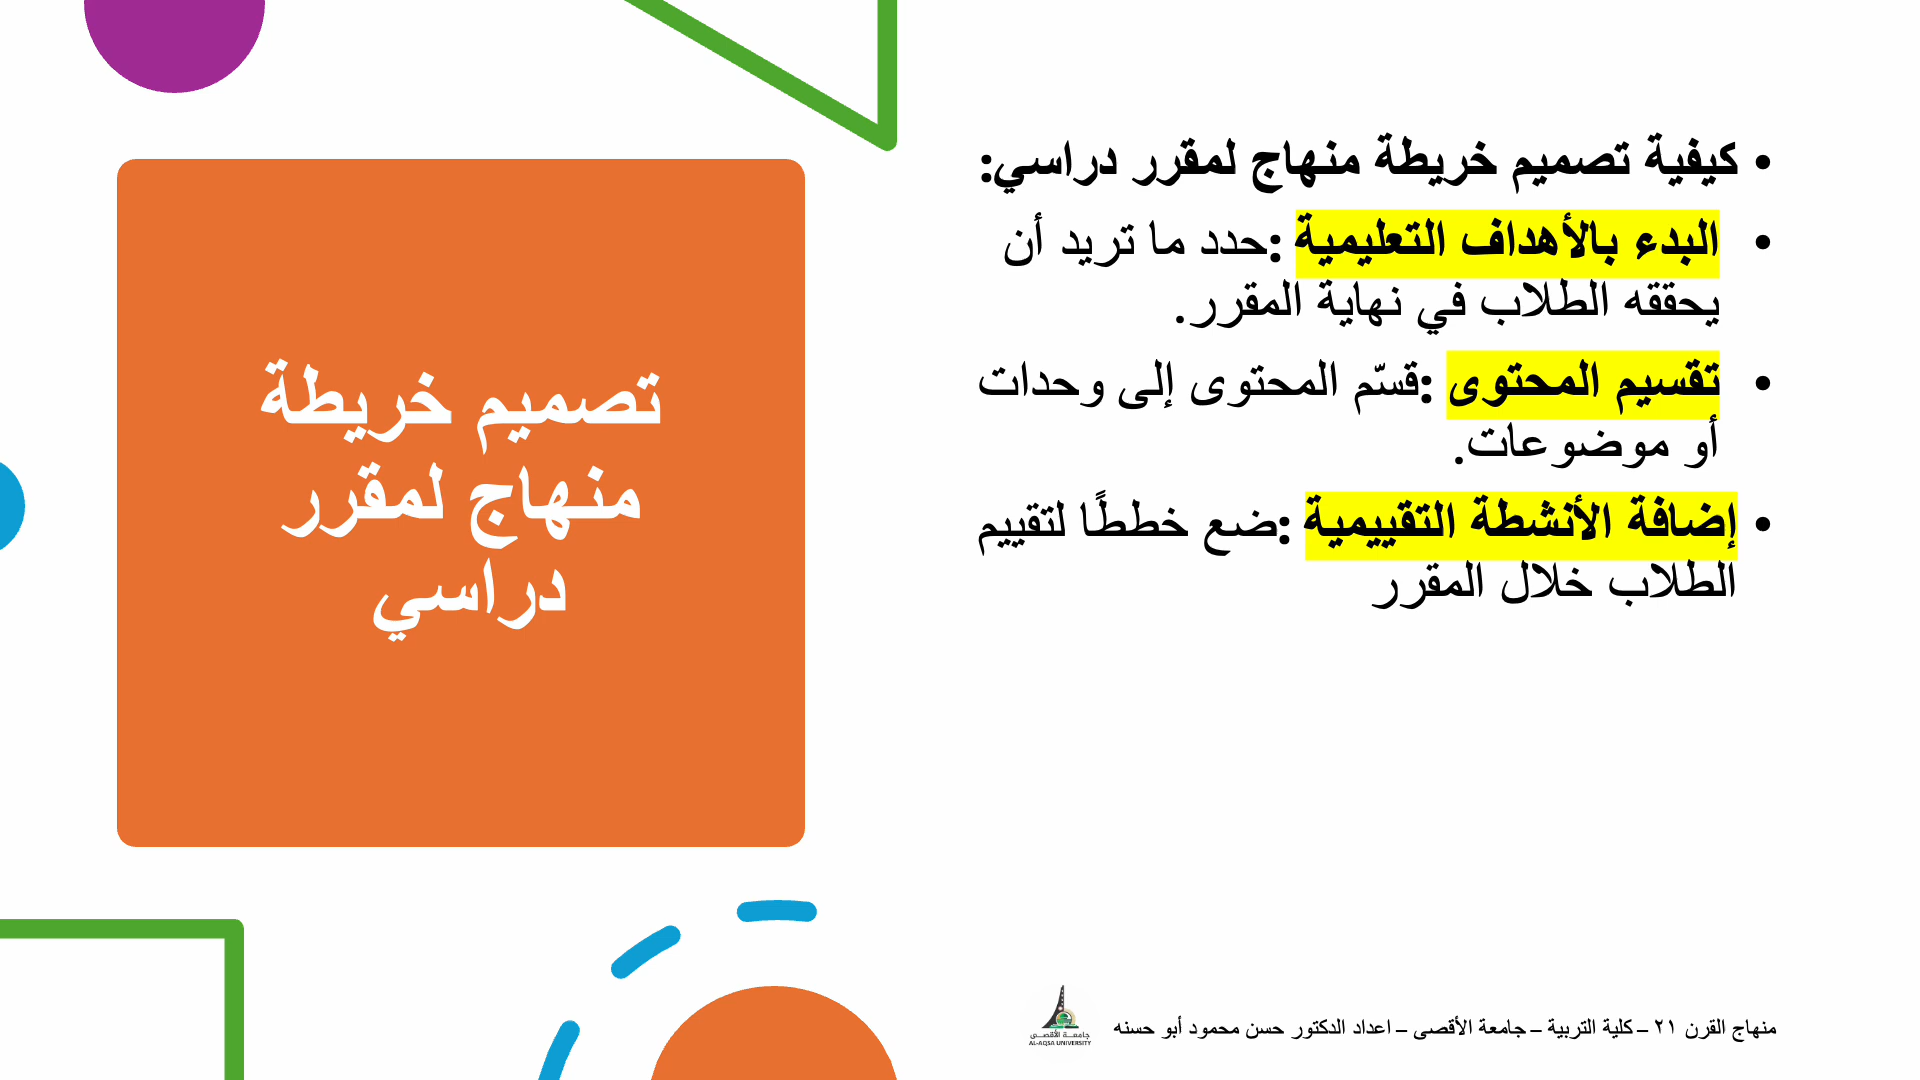 تصميم خريطة
منهاج لمقرر
دراسي
• كيفية تصميم خريطة منهاج لمقرر دراسي:
• البدء بالأهداف التعليمية :حدد ما تريد أن
يحققه الطلاب في نهاية المقرر.
• تقسيم المحتوى :قسّم المحتوى إلى وحدات
أو موضوعات.
• إضافة الأنشطة التقييمية :ضع خططًا لتقييم
الطلاب خلال المقرر
منهاج القرن ٢١ – كلية التربية – جامعة الأقصى – اعداد الدكتور حسن محمود أبو حسنه
جامعة الأقصى
AL-AQSA UNIVERSITY